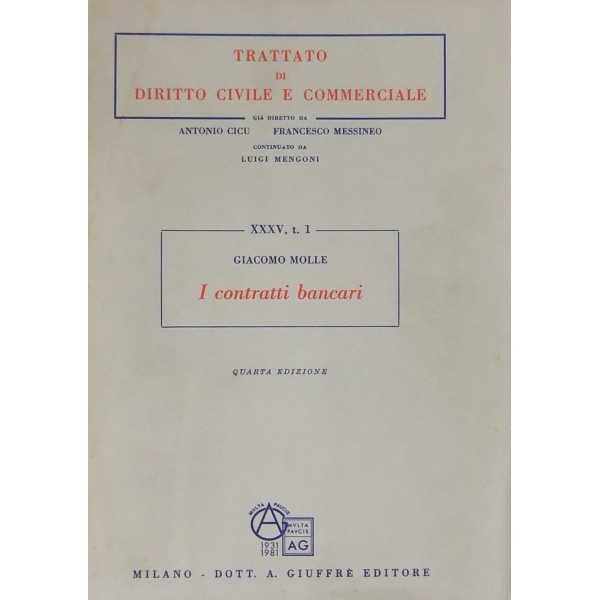 TRATTATO
DI
DIRITTO CIVILE E COMMERCIALE
GIÀ DIRETTO DA
ANTONIO CICU FRANCESCO MESSINEO
CONTINUATO DA
LUIGI MENGONI
XXXV, t. 1
GIACOMO MOLLE
I contratti bancari
QUARTA EDIZIONE
MULTA PAUCIS
AG
1931
1981
MVLTA
PAVCIS
AG
MILANO - DOTT. A. GIUFFRÈ EDITORE